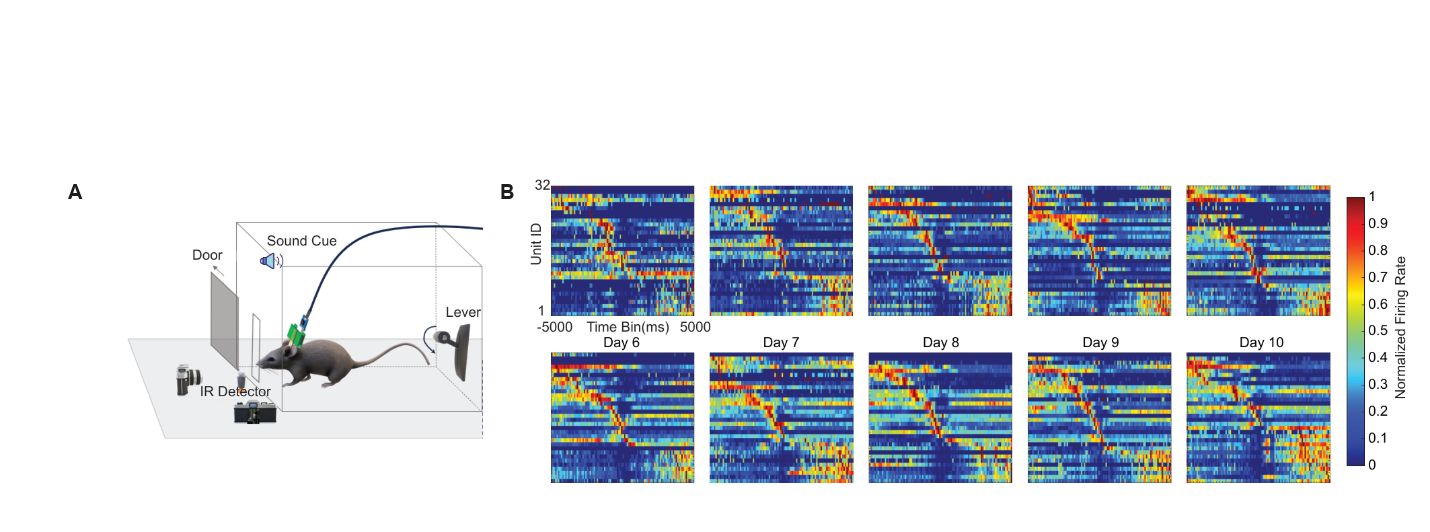 A
Sound Cue
Door
Lever
IR Detector
B
32
Unit ID
1
-5000 Time Bin(ms) 5000
Day 6 Day 7 Day 8 Day 9 Day 10
1
0.9
0.8
0.7
0.6
0.5
0.4
0.3
0.2
0.1
0
Normalized Firing Rate